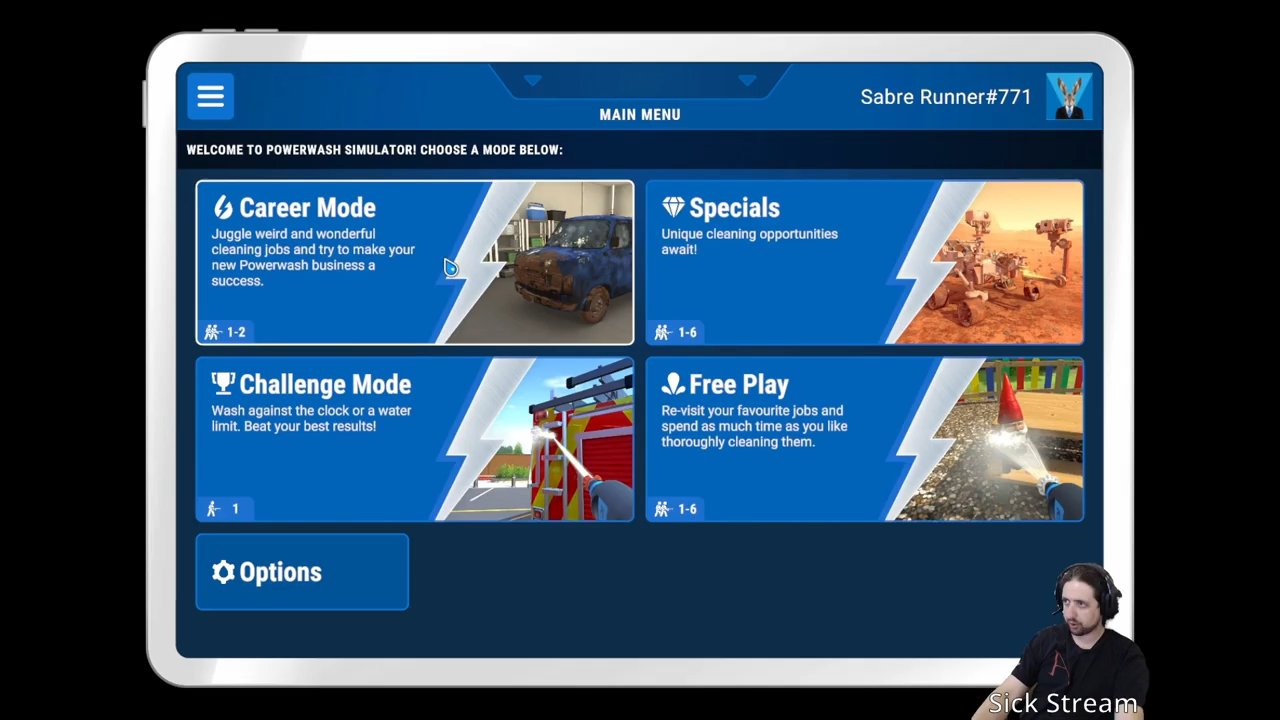 Sabre Runner#771
MAIN MENU
WELCOME TO POWERWASH SIMULATOR! CHOOSE A MODE BELOW:
Career Mode
Juggle weird and wonderful
cleaning jobs and try to make your
new Powerwash business a
success.
1-2
Specials
Unique cleaning opportunities
await!
1-6
Challenge Mode
Wash against the clock or a water
limit. Beat your best results!
1
Free Play
Re-visit your favourite jobs and
spend as much time as you like
thoroughly cleaning them.
1-6
Options
A
Sick Stream